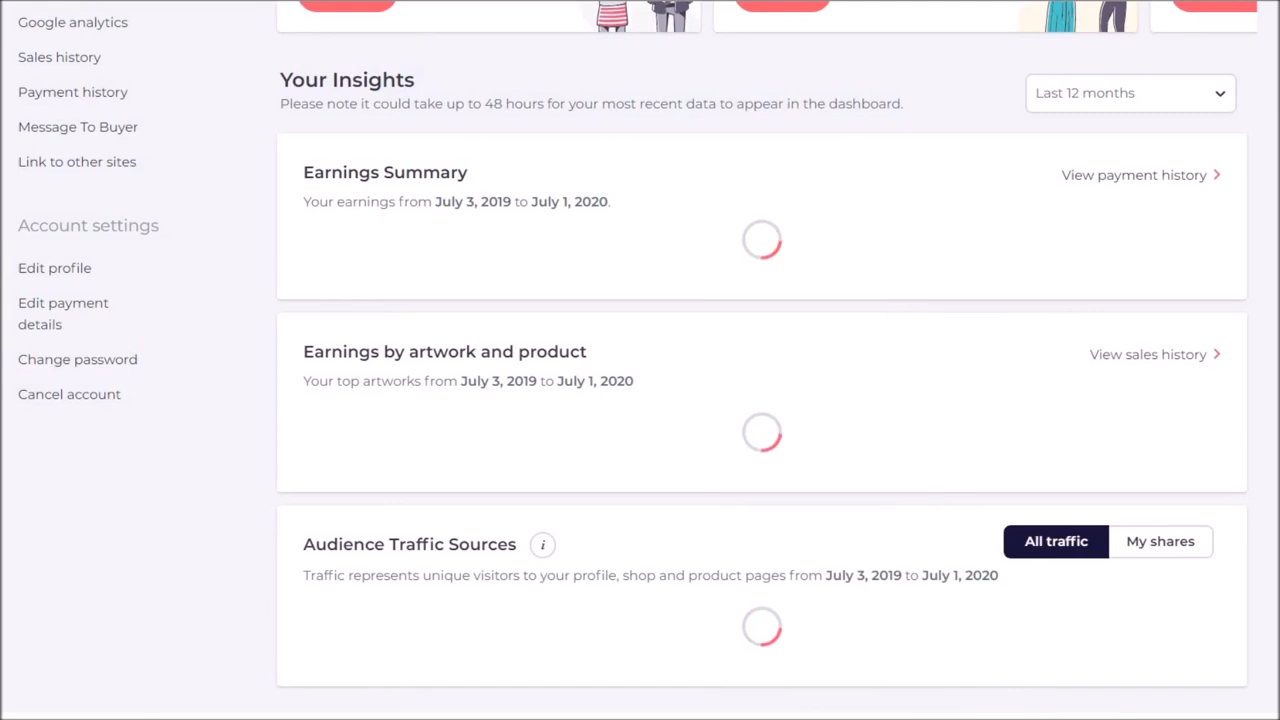 Google analytics
Sales history
Payment history
Message To Buyer
Link to other sites
Account settings
Edit profile
Edit payment
details
Change password
Cancel account
Your Insights
Please note it could take up to 48 hours for your most recent data to appear in the dashboard.
Last 12 months
Earnings Summary
View payment history
Your earnings from July 3, 2019 to July 1, 2020.
Earnings by artwork and product
View sales history
Your top artworks from July 3, 2019 to July 1, 2020
Audience Traffic Sources i
All traffic My shares
Traffic represents unique visitors to your profile, shop and product pages from July 3, 2019 to July 1, 2020